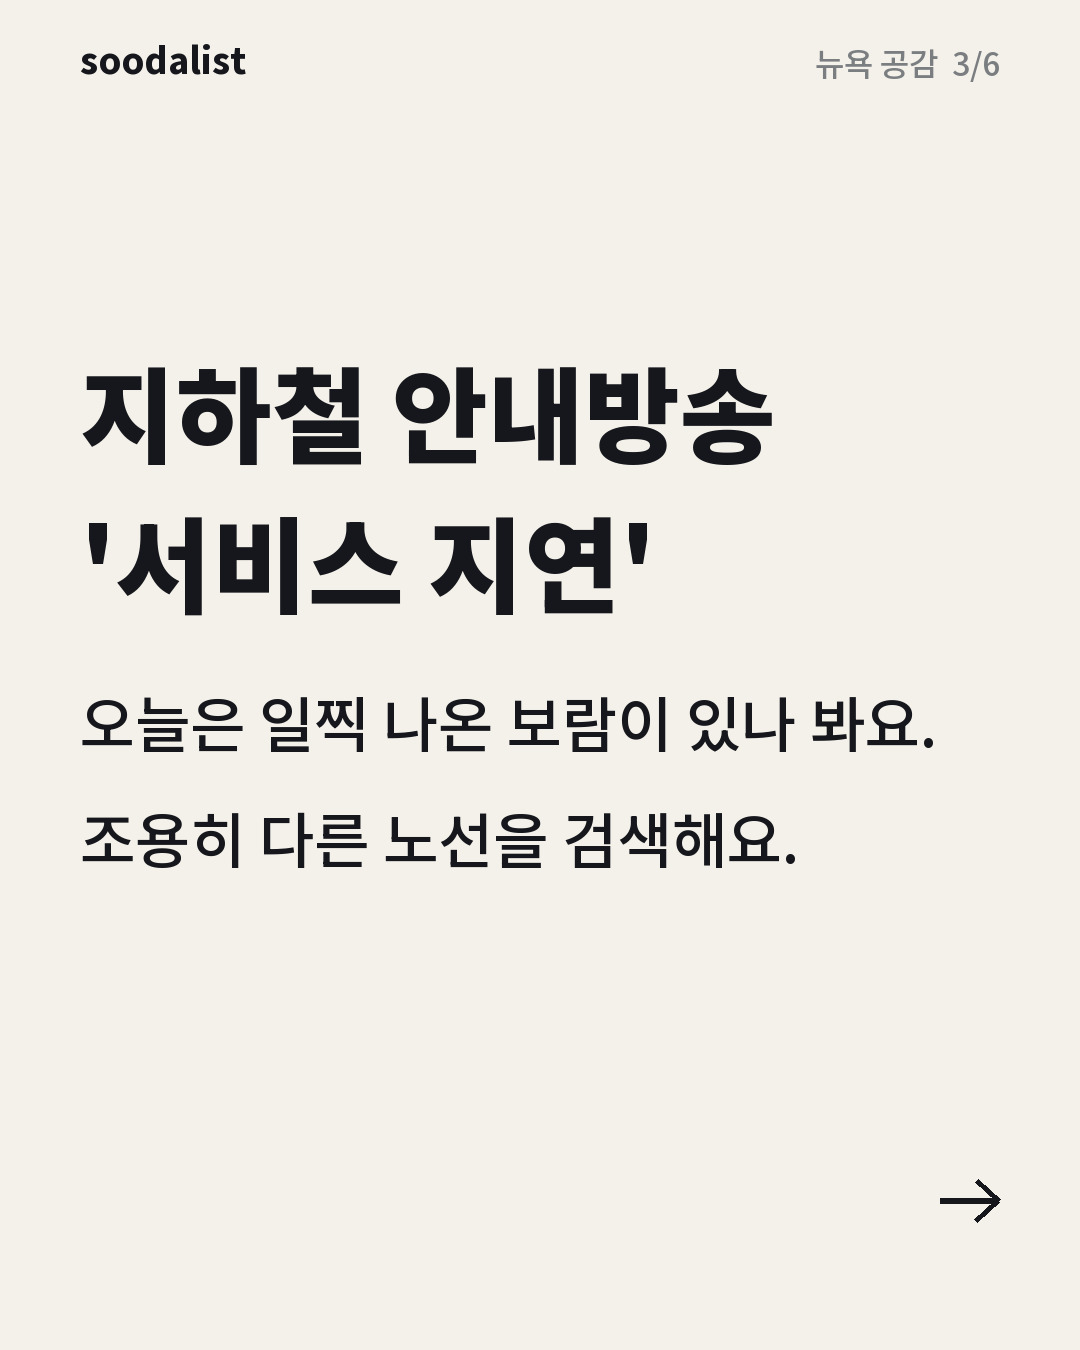 soodalist
뉴욕 공감 3/6
지하철 안내방송
'서비스 지연'
오늘은 일찍 나온 보람이 있나 봐요.
조용히 다른 노선을 검색해요.